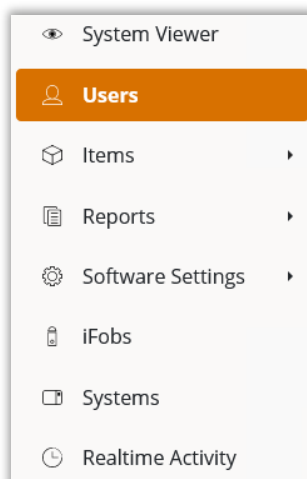 System Viewer
Users
Items
Reports
Software Settings
iFobs
Systems
Realtime Activity